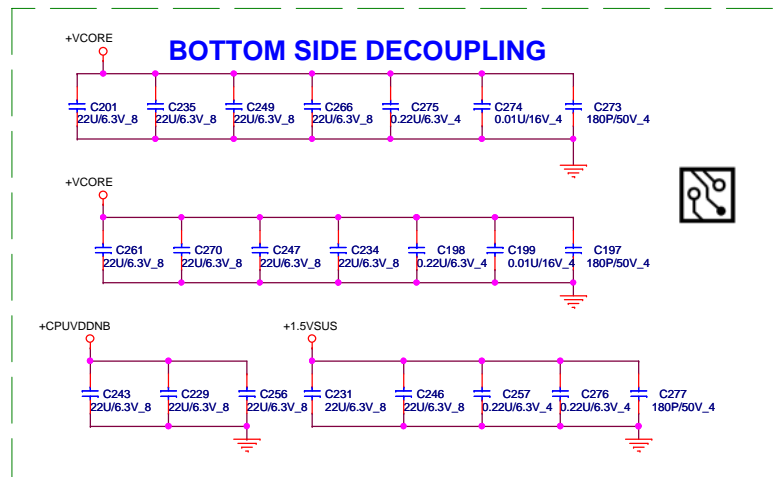 +VCORE
BOTTOM SIDE DECOUPLING
C201 C235 C249 C266 C275 C274 C273
22U/6.3V_8 22U/6.3V_8 22U/6.3V_8 22U/6.3V_8 0.22U/6.3V_4 0.01U/16V_4 180P/50V_4
+VCORE
C261 C270 C247 C234 C198 C199 C197
22U/6.3V_8 22U/6.3V_8 22U/6.3V_8 22U/6.3V_8 0.22U/6.3V_4 0.01U/16V_4 180P/50V_4
+CPUVDDNB +1.5VSUS
C243 C229 C256 C231 C246 C257 C276 C277
22U/6.3V_8 22U/6.3V_8 22U/6.3V_8 22U/6.3V_8 22U/6.3V_8 0.22U/6.3V_4 0.22U/6.3V_4 180P/50V_4